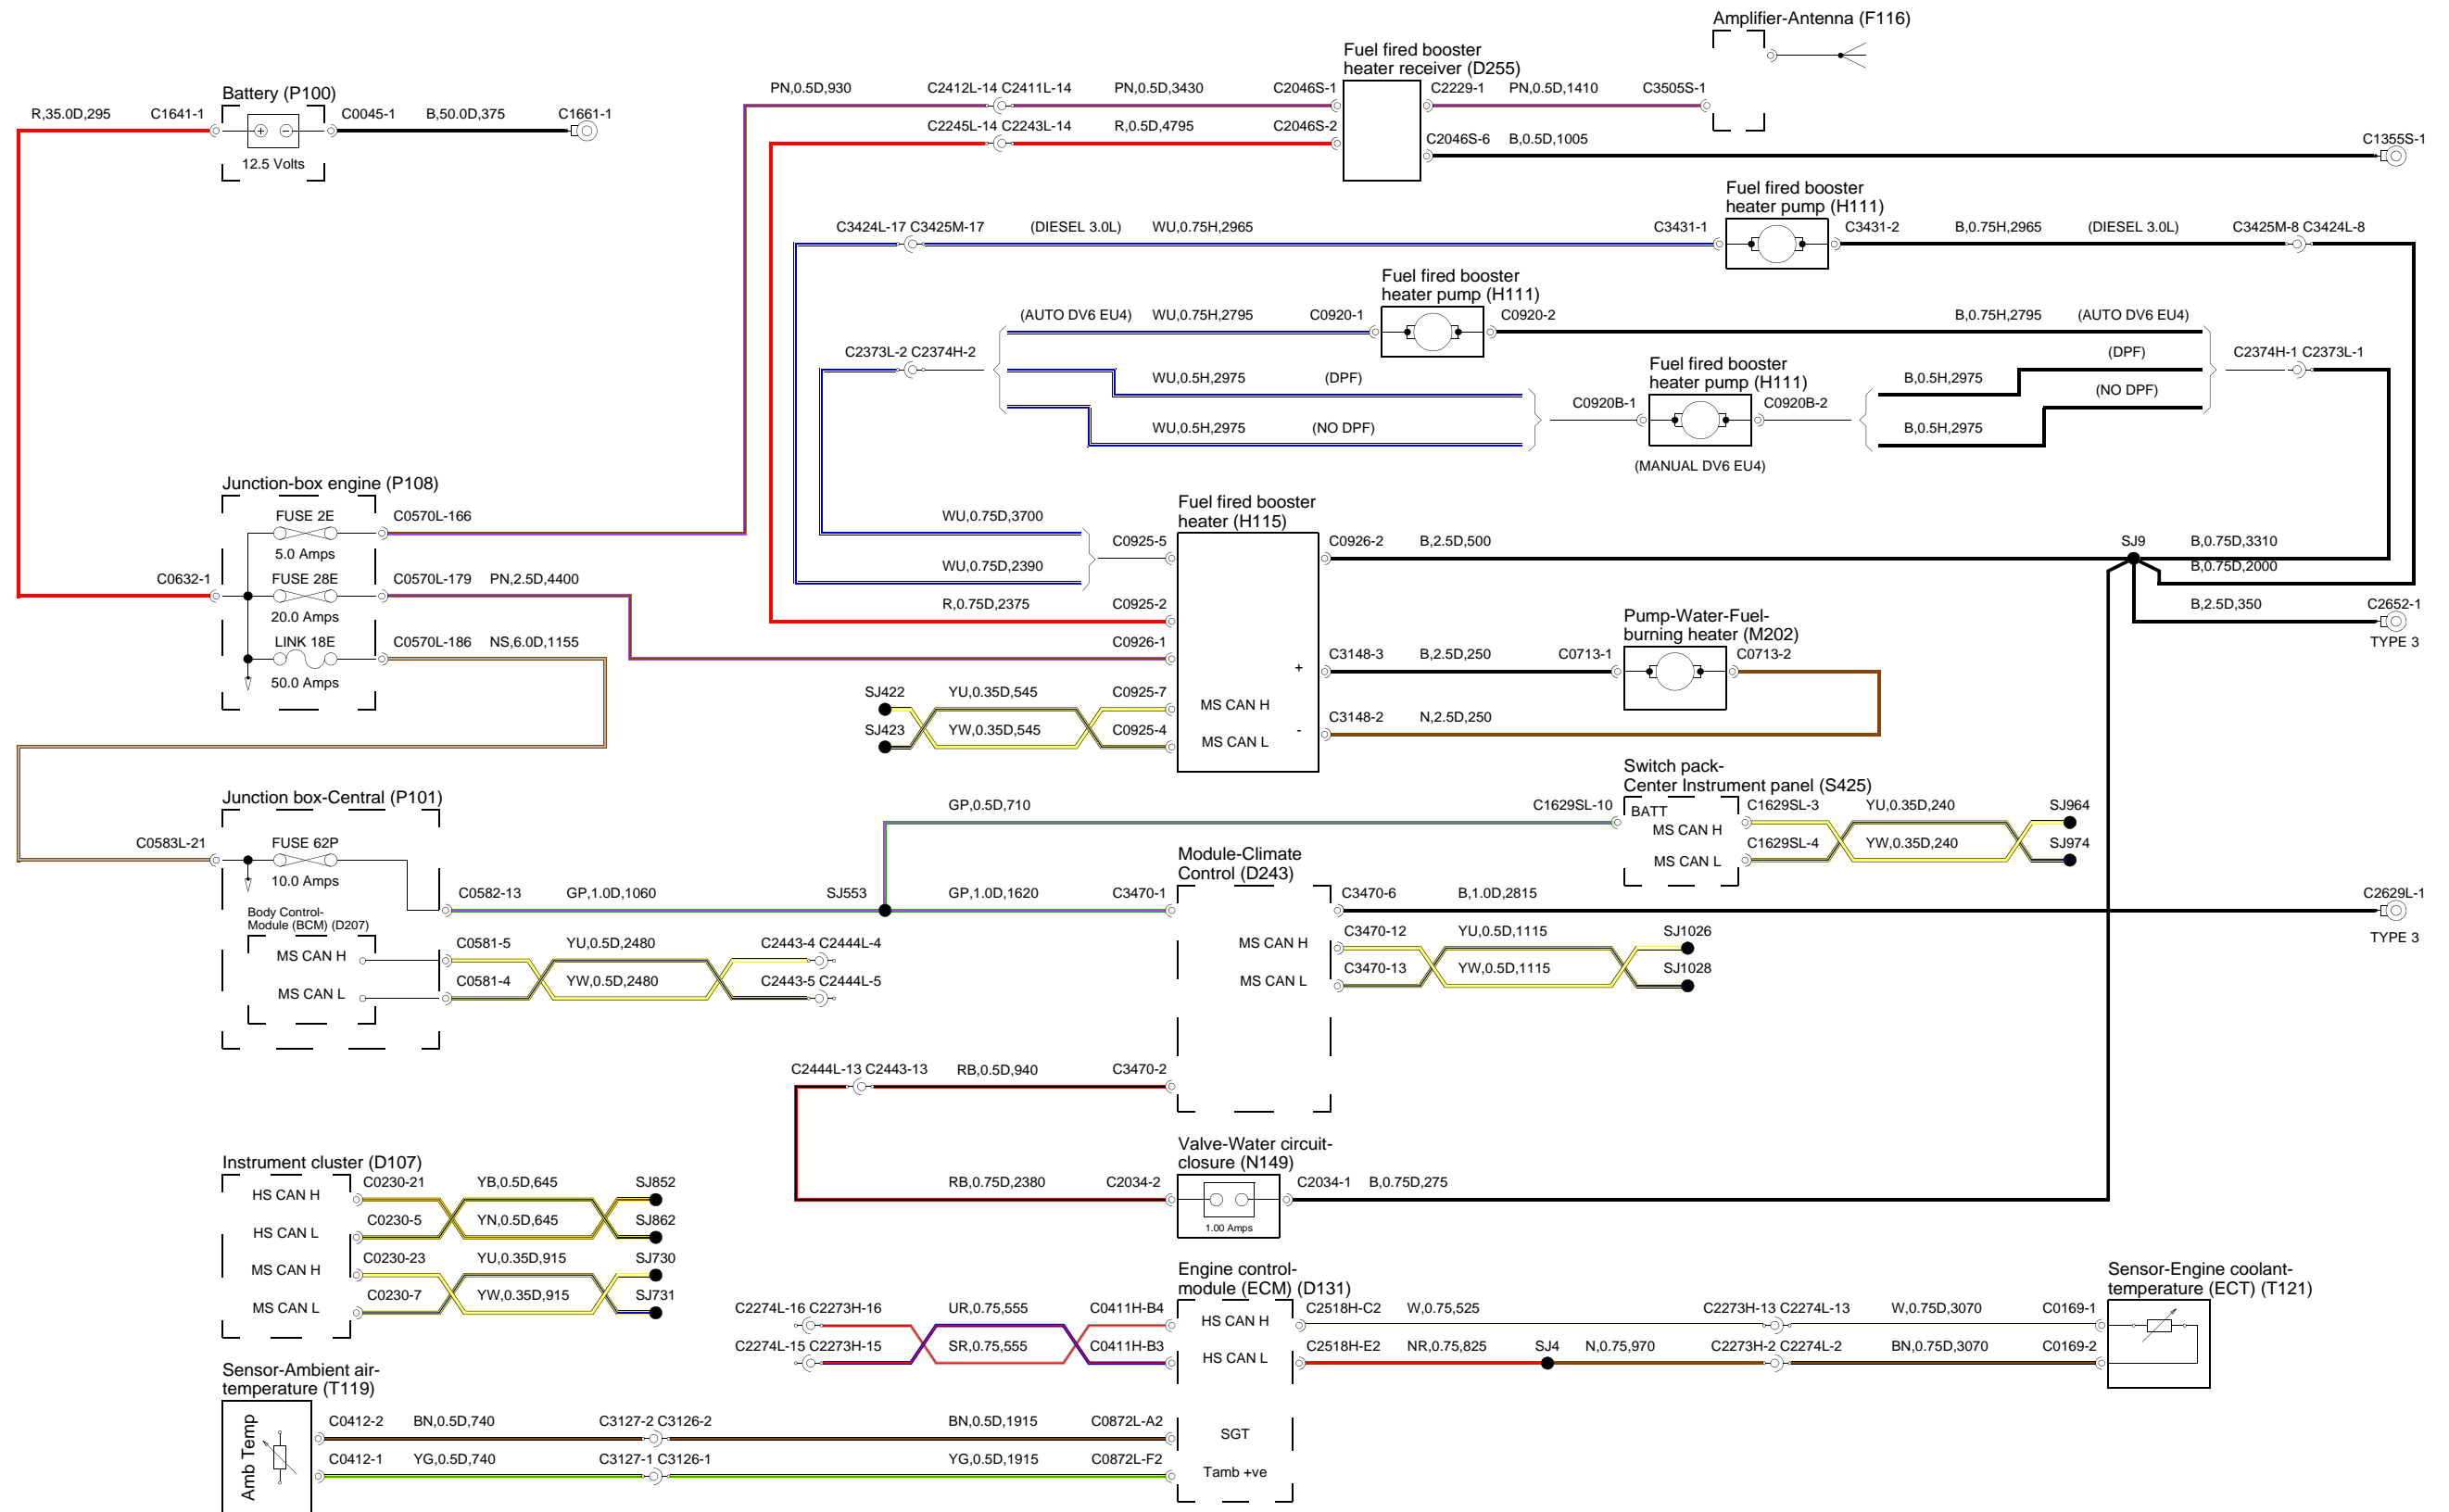 Amplifier-Antenna (F116)
Fuel fired booster
heater receiver (D255)
Battery (P100)
R,35.0D,295
C1641-1
C0045-1
B,50.0D,375
C1661-1
12.5 Volts
PN,0.5D,930
C2412L-14 C2411L-14
PN,0.5D,3430
C2046S-1
C2229-1
PN,0.5D,1410
C3505S-1
C2245L-14 C2243L-14
R,0.5D,4795
C2046S-2
C2046S-6
B,0.5D,1005
C1355S-1
Fuel fired booster
heater pump (H111)
C3424L-17 C3425M-17
(DIESEL 3.0L)
WU,0.75H,2965
C3431-1
C3431-2
B,0.75H,2965
(DIESEL 3.0L)
C3425M-8 C3424L-8
Fuel fired booster
heater pump (H111)
(AUTO DV6 EU4)
WU,0.75H,2795
C0920-1
C0920-2
B,0.75H,2795
(AUTO DV6 EU4)
C2373L-2 C2374H-2
Fuel fired booster
heater pump (H111)
(DPF)
C2374H-1 C2373L-1
WU,0.5H,2975
(DPF)
B,0.5H,2975
(NO DPF)
C0920B-1
C0920B-2
WU,0.5H,2975
(NO DPF)
B,0.5H,2975
(MANUAL DV6 EU4)
Junction-box engine (P108)
FUSE 2E
C0570L-166
5.0 Amps
C0632-1
FUSE 28E
C0570L-179
PN,2.5D,4400
20.0 Amps
LINK 18E
C0570L-186
NS,6.0D,1155
50.0 Amps
Fuel fired booster
heater (H115)
WU,0.75D,3700
C0925-5
C0926-2
B,2.5D,500
SJ9
B,0.75D,3310
WU,0.75D,2390
B,0.75D,2000
R,0.75D,2375
C0925-2
B,2.5D,350
C2652-1
TYPE 3
C0926-1
Pump-Water-Fuel-
burning heater (M202)
+
C3148-3
B,2.5D,250
C0713-1
C0713-2
SJ422
YU,0.35D,545
C0925-7
MS CAN H
SJ423
YW,0.35D,545
C0925-4
MS CAN L
-
C3148-2
N,2.5D,250
Switch pack-
Center Instrument panel (S425)
GP,0.5D,710
C1629SL-10
BATT
MS CAN H
C1629SL-3
YU,0.35D,240
SJ964
MS CAN L
C1629SL-4
YW,0.35D,240
SJ974
Junction box-Central (P101)
C0583L-21
FUSE 62P
10.0 Amps
C0582-13
GP,1.0D,1060
SJ553
GP,1.0D,1620
C3470-1
Module-Climate
Control (D243)
C3470-6
B,1.0D,2815
C2629L-1
TYPE 3
Body Control-
Module (BCM) (D207)
MS CAN H
C0581-5
YU,0.5D,2480
C2443-4 C2444L-4
MS CAN L
C0581-4
YW,0.5D,2480
C2443-5 C2444L-5
MS CAN H
C3470-12
YU,0.5D,1115
SJ1026
MS CAN L
C3470-13
YW,0.5D,1115
SJ1028
C2444L-13 C2443-13
RB,0.5D,940
C3470-2
Valve-Water circuit-
closure (N149)
RB,0.75D,2380
C2034-2
C2034-1
B,0.75D,275
1.00 Amps
Instrument cluster (D107)
HS CAN H
C0230-21
YB,0.5D,645
SJ852
HS CAN L
C0230-5
YN,0.5D,645
SJ862
MS CAN H
C0230-23
YU,0.35D,915
SJ730
MS CAN L
C0230-7
YW,0.35D,915
SJ731
Engine control-
module (ECM) (D131)
Sensor-Engine coolant-
temperature (ECT) (T121)
C2274L-16 C2273H-16
UR,0.75,555
C0411H-B4
HS CAN H
C2518H-C2
W,0.75,525
C2273H-13 C2274L-13
W,0.75D,3070
C0169-1
C2274L-15 C2273H-15
SR,0.75,555
C0411H-B3
HS CAN L
C2518H-E2
NR,0.75,825
SJ4
N,0.75,970
C2273H-2 C2274L-2
BN,0.75D,3070
C0169-2
Sensor-Ambient air-
temperature (T119)
Amb Temp
C0412-2
BN,0.5D,740
C3127-2 C3126-2
BN,0.5D,1915
C0872L-A2
SGT
C0412-1
YG,0.5D,740
C3127-1 C3126-1
YG,0.5D,1915
C0872L-F2
Tamb +ve